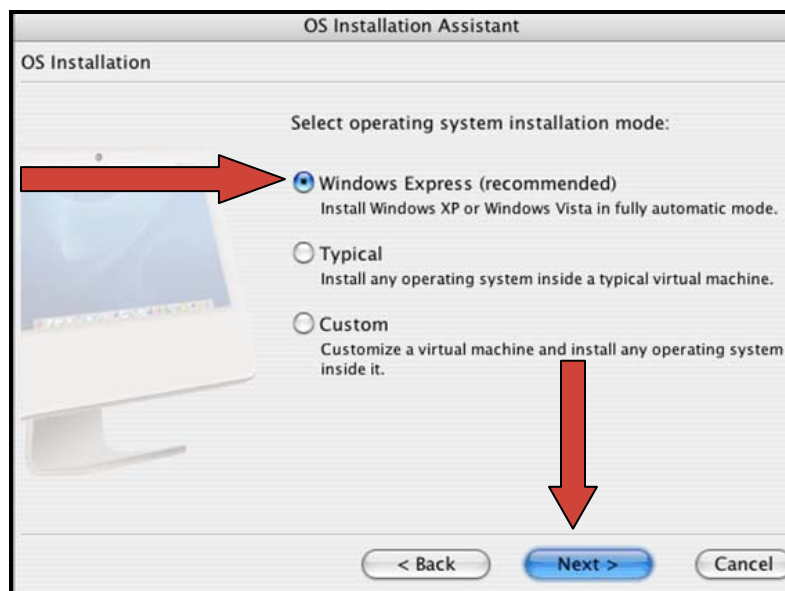 OS Installation Assistant
OS Installation
Select operating system installation mode:
Windows Express (recommended)
Install Windows XP or Windows Vista in fully automatic mode.
Typical
Install any operating system inside a typical virtual machine.
Custom
Customize a virtual machine and install any operating system
inside it.
< Back Next > Cancel